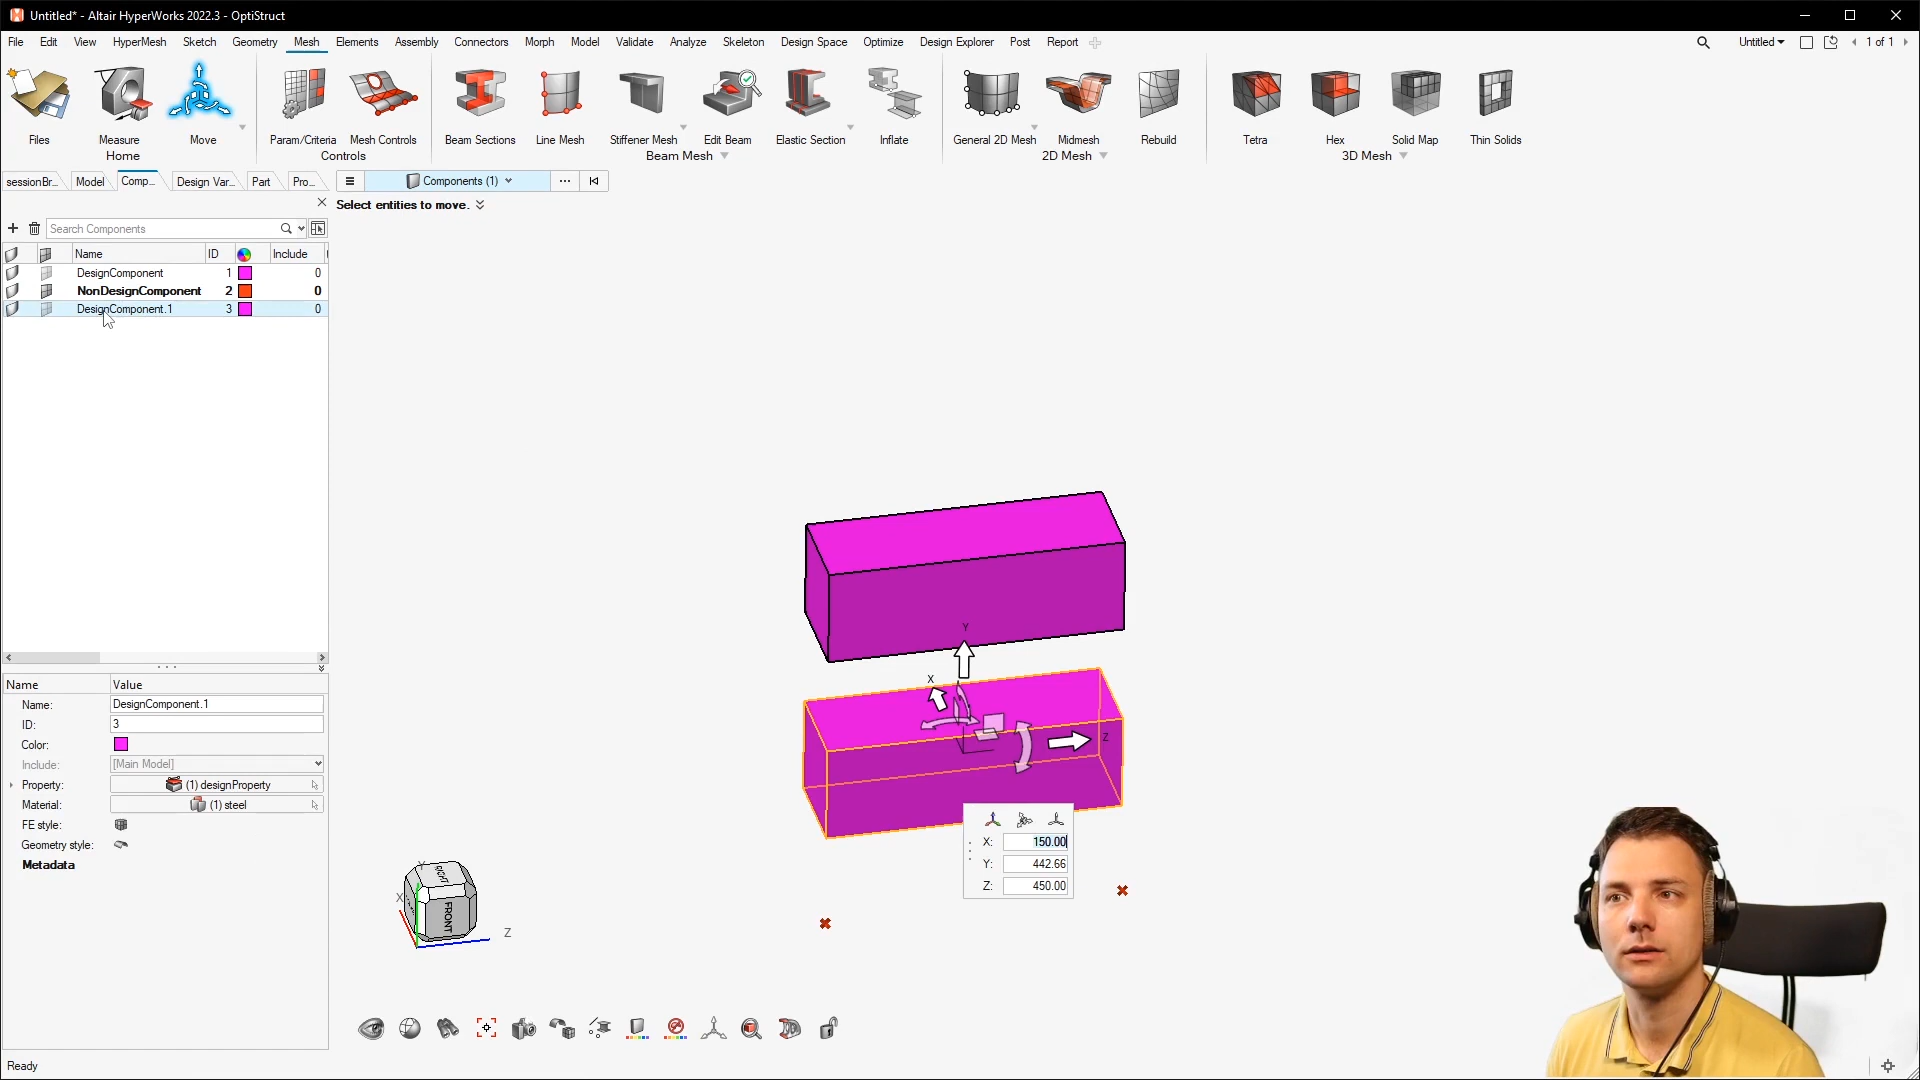 Untitled* - Altair HyperWorks 2022.3 - OptiStruct
File Edit View HyperMesh Sketch Geometry Mesh Elements Assembly Connectors Morph Model Validate Analyze Skeleton Design Space Optimize Design Explorer Post Report Untitled 1 of 1
Files Measure Move Param/Criteria Mesh Controls Beam Sections Line Mesh Stiffener Mesh Edit Beam Elastic Section Inflate General 2D Mesh Midmesh Rebuild Tetra Hex Solid Map Thin Solids
Home Controls Beam Mesh 2D Mesh 3D Mesh
sessionBr... Model Comp... Design Var... Part Pro... Components (1) ...
Select entities to move.
Search Components
Name ID Include
DesignComponent 1 0
NonDesignComponent 2 0
DesignComponent.1 3 0
Name Value
Name: DesignComponent.1
ID: 3
Color:
Include: [Main Model]
Property: (1) designProperty
Material: (1) steel
FE style:
Geometry style:
Metadata
Y
X
Z
X: 150.00
Y: 442.66
Z: 450.00
Y
RIGHT
X
FRONT
Z
Ready